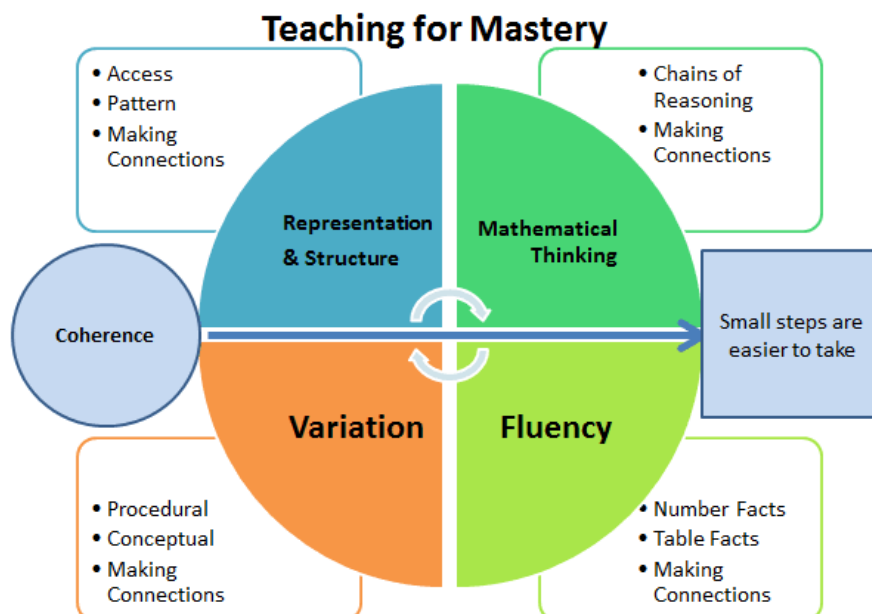 Teaching for Mastery
• Access
• Pattern
• Making
Connections
• Chains of
Reasoning
• Making
Connections
Representation
& Structure
Mathematical
Thinking
Coherence
Small steps are
easier to take
Variation
Fluency
• Procedural
• Conceptual
• Making
Connections
• Number Facts
• Table Facts
• Making
Connections